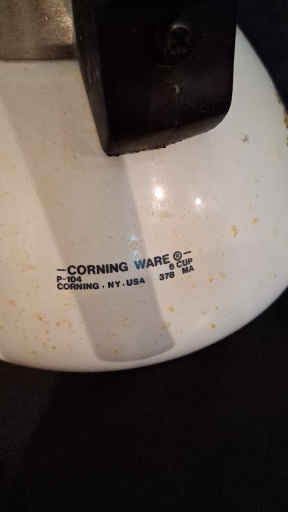 —CORNING WARE ®—
P-104 6 CUP
CORNING, NY, USA 378 MA